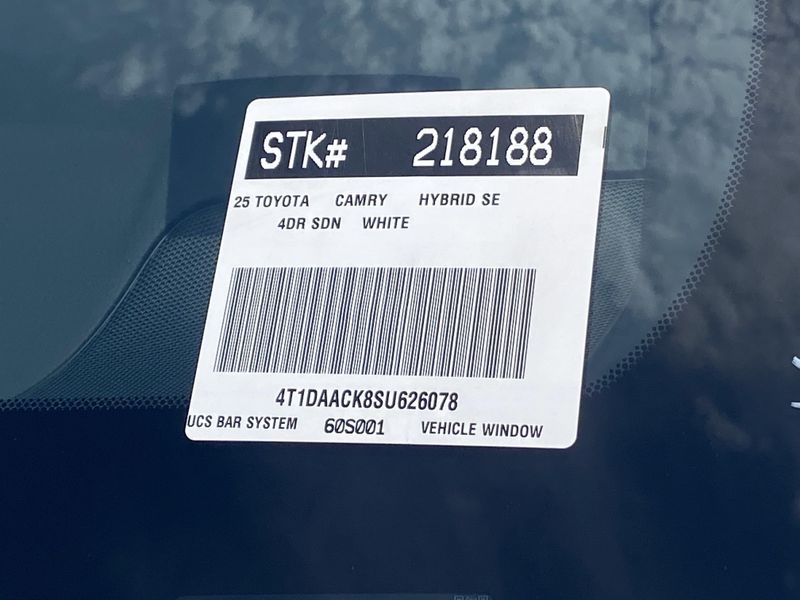 STK# 218188
25 TOYOTA CAMRY HYBRID SE
4DR SDN WHITE
4T1DAACK8SU626078
UCS BAR SYSTEM 60S001 VEHICLE WINDOW